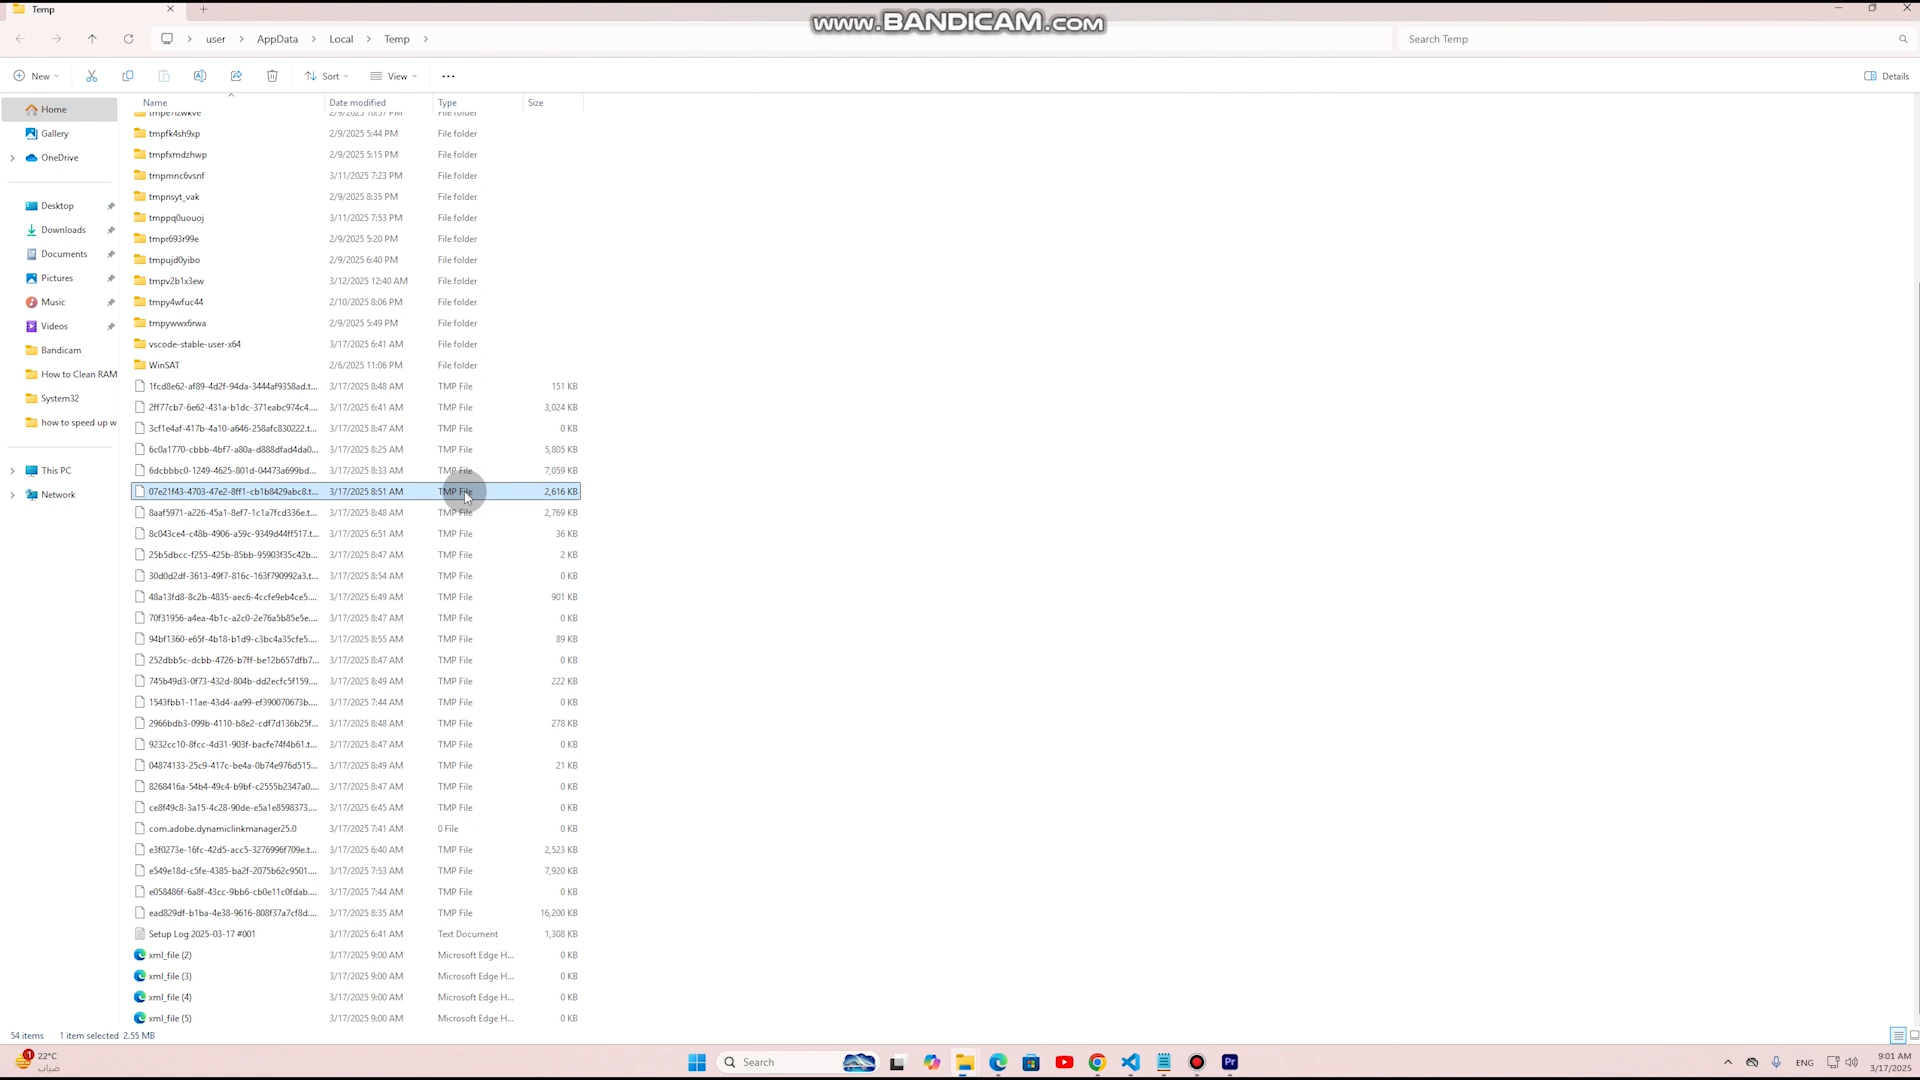 Temp
www.BANDICAM.com
user > AppData > Local > Temp >
Search Temp
New
Sort
View
Details
Home
Gallery
OneDrive
Desktop
Downloads
Documents
Pictures
Music
Videos
Bandicam
How to Clean RAM
System32
how to speed up w
This PC
Network
Name Date modified Type Size
tmpfk4sh9xp 2/9/2025 5:44 PM File folder
tmpfxmdzhwp 2/9/2025 5:15 PM File folder
tmpmnc6vsnf 3/11/2025 7:23 PM File folder
tmpnsyt_vak 2/9/2025 8:35 PM File folder
tmppq0uouoj 3/11/2025 7:53 PM File folder
tmpr693r99e 2/9/2025 5:20 PM File folder
tmpujd0yibo 2/9/2025 6:40 PM File folder
tmpv2b1x3ew 3/12/2025 12:40 AM File folder
tmpy4wfuc44 2/10/2025 8:06 PM File folder
tmpywwx6rwa 2/9/2025 5:49 PM File folder
vscode-stable-user-x64 3/17/2025 6:41 AM File folder
WinSAT 2/6/2025 11:06 PM File folder
1fcd8e62-af89-4d2f-94da-3444af9358ad.t... 3/17/2025 8:48 AM TMP File 151 KB
2ff77cb7-6e62-431a-b1dc-371eabc974c4.... 3/17/2025 6:41 AM TMP File 3,024 KB
3cf1e4af-417b-4a10-a646-258afc830222.t... 3/17/2025 8:47 AM TMP File 0 KB
6c0a1770-cbbb-4bf7-a80a-d888dfad4da0... 3/17/2025 8:25 AM TMP File 5,805 KB
6dcbbbc0-1249-4625-801d-04473a699bd... 3/17/2025 8:33 AM TMP File 7,059 KB
07e21f43-4703-47e2-8ff1-cb1b8429abc8.t... 3/17/2025 8:51 AM TMP File 2,616 KB
8aaf5971-a226-45a1-8ef7-1c1a7fcd336e.t... 3/17/2025 8:48 AM TMP File 2,769 KB
8c043ce4-c48b-4906-a59c-9349d44ff517.t... 3/17/2025 6:51 AM TMP File 36 KB
25b5dbcc-f255-425b-85bb-95903f35c42b... 3/17/2025 8:47 AM TMP File 2 KB
30d0d2df-3613-49f7-816c-163f790992a3.t... 3/17/2025 8:54 AM TMP File 0 KB
48a13fd8-8c2b-4835-aec6-4ccfe9eb4ce5.... 3/17/2025 6:49 AM TMP File 901 KB
70f31956-a4ea-4b1c-a2c0-2e76a5b85e5e.... 3/17/2025 8:47 AM TMP File 0 KB
94bf1360-e65f-4b18-b1d9-c3bc4a35cfe5.... 3/17/2025 8:55 AM TMP File 89 KB
252dbb5c-dcbb-4726-b7ff-be12b657dfb7... 3/17/2025 8:47 AM TMP File 0 KB
745b49d3-0f73-432d-804b-dd2ecfc5f159.... 3/17/2025 8:49 AM TMP File 222 KB
1543fbb1-11ae-43d4-aa99-ef390070673b.... 3/17/2025 7:44 AM TMP File 0 KB
2966bdb3-099b-4110-b8e2-cdf7d136b25f... 3/17/2025 8:48 AM TMP File 278 KB
9232cc10-8fcc-4d31-903f-bacfe74f4b61.t... 3/17/2025 8:47 AM TMP File 0 KB
04874133-25c9-417c-be4a-0b74e976d515... 3/17/2025 8:49 AM TMP File 21 KB
8268416a-54b4-49c4-b9bf-c2555b2347a0.... 3/17/2025 8:47 AM TMP File 0 KB
ce8f49c8-3a15-4c28-90de-e5a1e8598373.... 3/17/2025 6:45 AM TMP File 0 KB
com.adobe.dynamiclinkmanager25.0 3/17/2025 7:41 AM 0 File 0 KB
e3f0273e-16fc-42d5-acc5-3276996f709e.t... 3/17/2025 6:40 AM TMP File 2,523 KB
e549e18d-c5fe-4385-ba2f-2075b62c9501.... 3/17/2025 7:53 AM TMP File 7,920 KB
e058486f-6a8f-43cc-9bb6-cb0e11c0fdab.... 3/17/2025 7:44 AM TMP File 0 KB
ead829df-b1ba-4e38-9616-808f37a7cf8d.... 3/17/2025 8:35 AM TMP File 16,200 KB
Setup Log 2025-03-17 #001 3/17/2025 6:41 AM Text Document 1,308 KB
xml_file (2) 3/17/2025 9:00 AM Microsoft Edge H... 0 KB
xml_file (3) 3/17/2025 9:00 AM Microsoft Edge H... 0 KB
xml_file (4) 3/17/2025 9:00 AM Microsoft Edge H... 0 KB
xml_file (5) 3/17/2025 9:00 AM Microsoft Edge H... 0 KB
54 items 1 item selected 2.55 MB
1
22°C
ضباب
Search
Pr
ENG
9:01 AM
3/17/2025